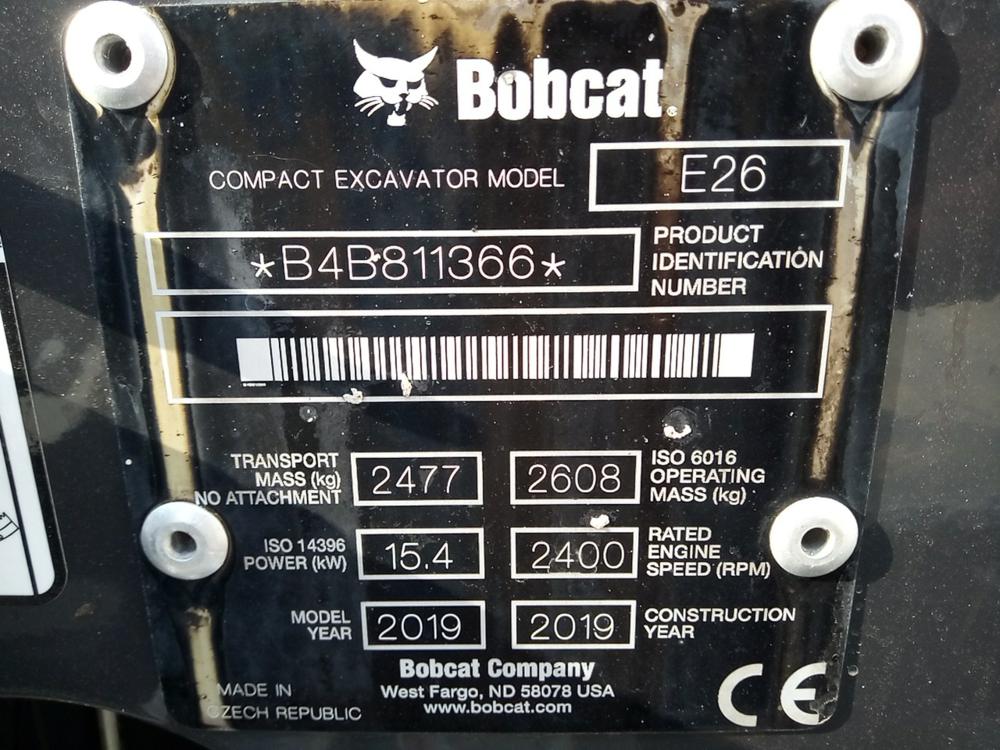 Bobcat
COMPACT EXCAVATOR MODEL E26
*B4B811366*
PRODUCT
IDENTIFICATION
NUMBER
TRANSPORT
MASS (kg)
NO ATTACHMENT
2477
2608
ISO 6016
OPERATING
MASS (kg)
ISO 14396
POWER (kW)
15.4
2400
RATED
ENGINE
SPEED (RPM)
MODEL
YEAR
2019
2019
CONSTRUCTION
YEAR
Bobcat Company
West Fargo, ND 58078 USA
www.bobcat.com
MADE IN
CZECH REPUBLIC
CE